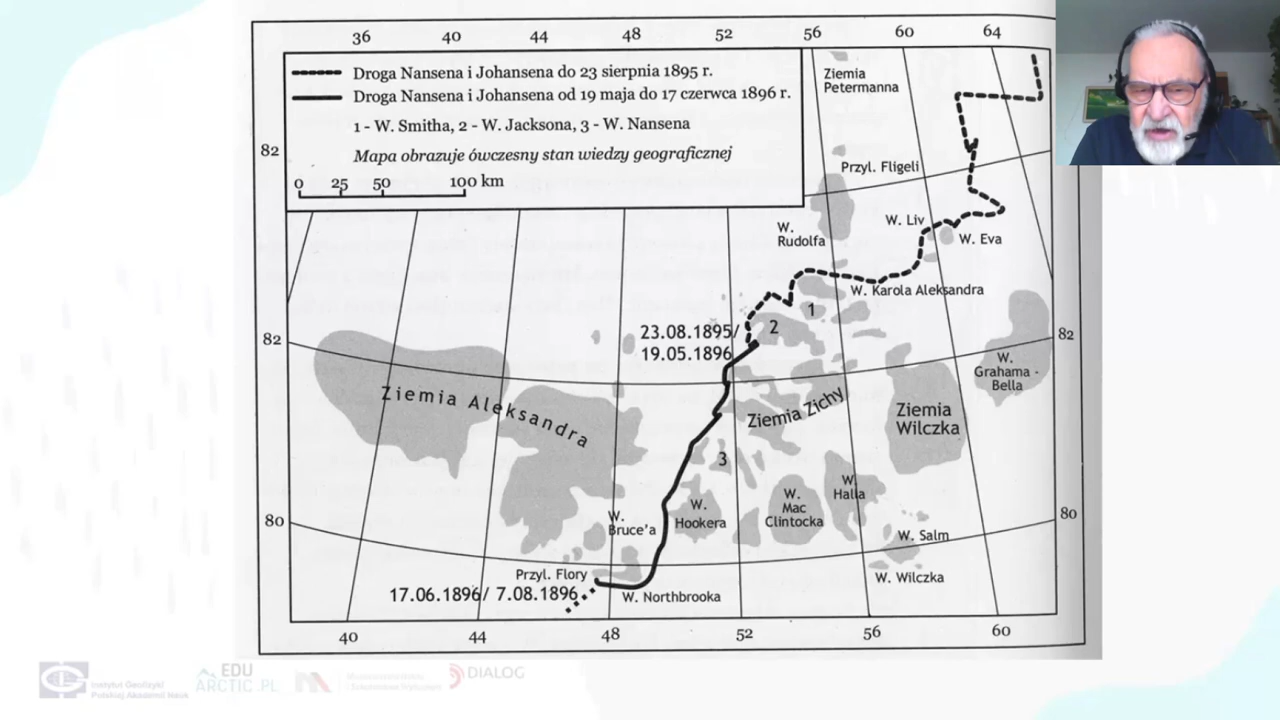 36 40 44 48 52 56 60 64
Droga Nansena i Johansena do 23 sierpnia 1895 r.
Droga Nansena i Johansena od 19 maja do 17 czerwca 1896 r.
1 - W. Smitha, 2 - W. Jacksona, 3 - W. Nansena
Mapa obrazuje ówczesny stan wiedzy geograficznej
0 25 50 100 km
Ziemia
Petermanna
82
Przyl. Fligeli
W.
Rudolfa
W. Liv
W. Eva
W. Karola Aleksandra
1
2
23.08.1895/
19.05.1896
82
82
W.
Grahama -
Bella
Ziemia Aleksandra
Ziemia Zichy
Ziemia
Wilczka
3
W.
Hookera
W.
Mac
Clintocka
W.
Halla
80
80
W.
Bruce'a
W. Salm
W. Wilczka
Przyl. Flory
17.06.1896/ 7.08.1896
W. Northbrooka
40 44 48 52 56 60
Instytut Geofizyki
Polskiej Akademii Nauk
EDU
ARCTIC.PL
DIALOG